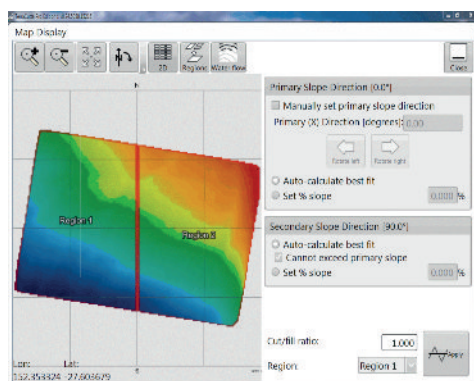 Map Display
2D
Regions
Water flow
Close
N
Region 1
Region 2
Lon: Lat:
152.353324 -27.603679
Primary Slope Direction [0.0°]
Manually set primary slope direction
Primary (X) Direction [degrees]: 0.00
Rotate left
Rotate right
Auto-calculate best fit
Set % slope
0.000 %
Secondary Slope Direction [90.0°]
Auto-calculate best fit
Cannot exceed primary slope
Set % slope
0.000 %
Cut/fill ratio: 1.000
Apply
Region: Region 1